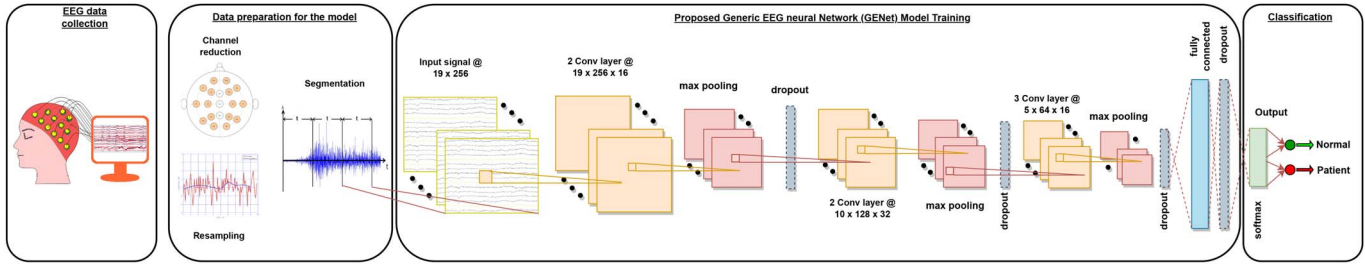 EEG data
collection
Data preparation for the model
Channel
reduction
Segmentation
Resampling
Proposed Generic EEG neural Network (GENet) Model Training
Input signal @
19 x 256
2 Conv layer @
19 x 256 x 16
max pooling
dropout
2 Conv layer @
10 x 128 x 32
max pooling
dropout
3 Conv layer @
5 x 64 x 16
max pooling
dropout
fully
connected
dropout
Classification
Output
softmax
Normal
Patient